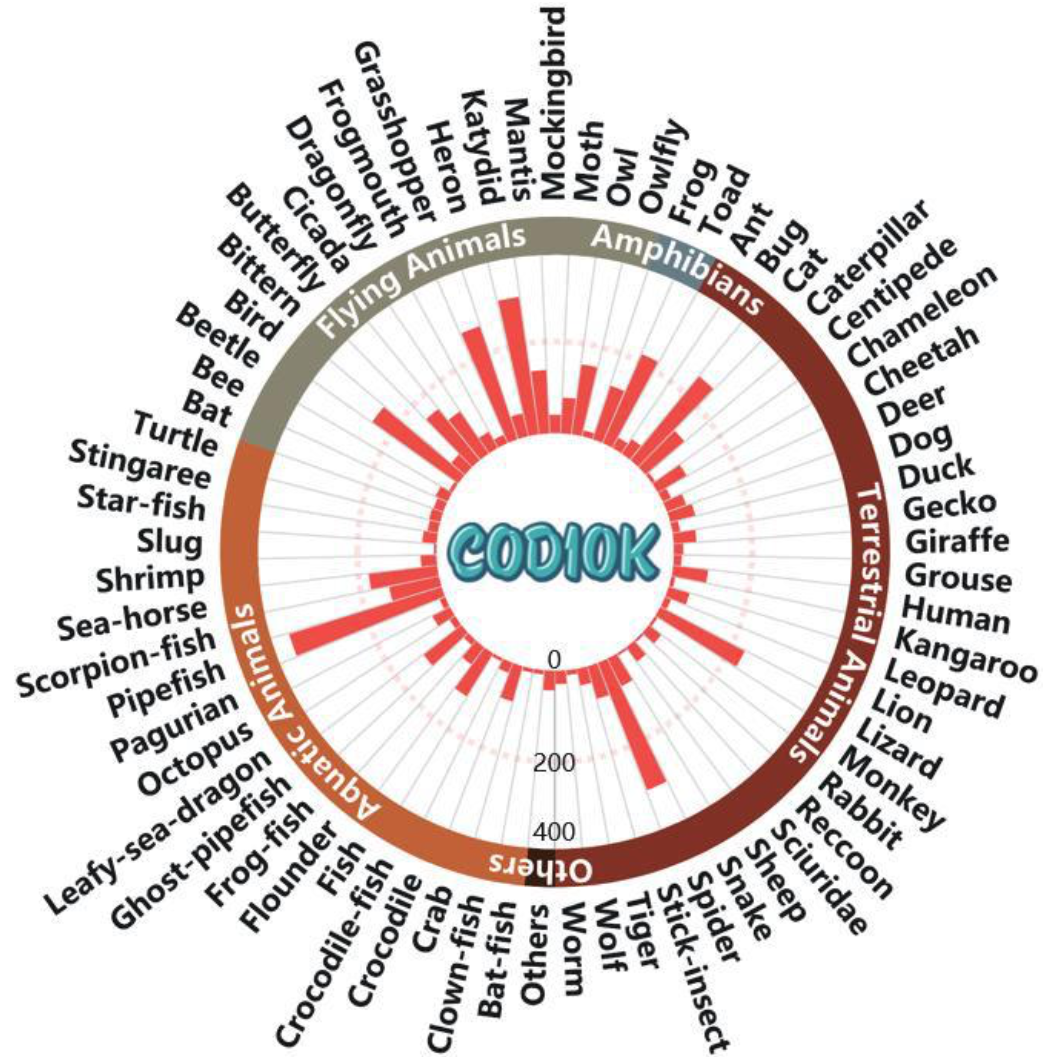 Mockingbird
Moth
Owl
Owlfly
Frog
Toad
Ant
Bug
Cat
Caterpillar
Centipede
Chameleon
Cheetah
Deer
Dog
Duck
Gecko
Giraffe
Grouse
Human
Kangaroo
Leopard
Lion
Lizard
Monkey
Rabbit
Reccoon
Sciuridae
Sheep
Snake
Spider
Stick-insect
Tiger
Wolf
Worm
Others
Bat-fish
Clown-fish
Crab
Crocodile
Crocodile-fish
Fish
Flounder
Frog-fish
Ghost-pipefish
Leafy-sea-dragon
Octopus
Pagurian
Pipefish
Scorpion-fish
Sea-horse
Shrimp
Slug
Star-fish
Stingaree
Turtle
Bat
Bee
Beetle
Bird
Bittern
Butterfly
Cicada
Dragonfly
Frogmouth
Grasshopper
Heron
Katydid
Mantis
Flying Animals
Amphibians
Terrestrial Animals
Others
Aquatic Animals
COD10K
0
200
400